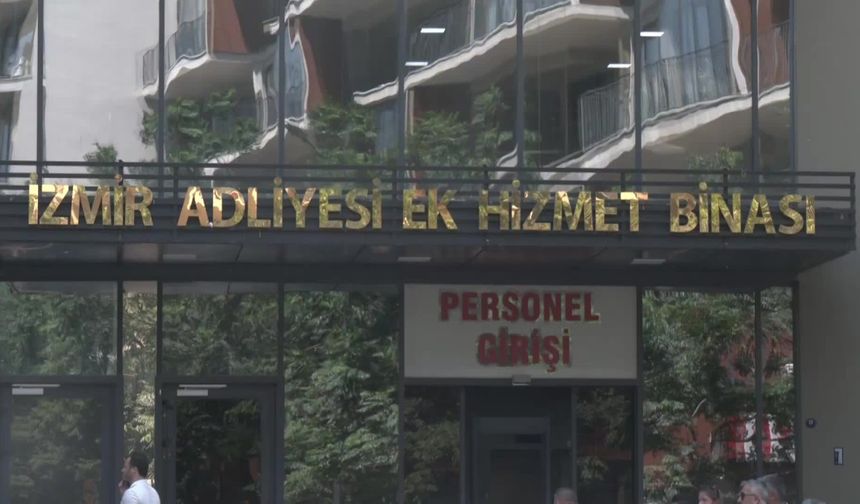 İZMİR ADLİYESİ EK HİZMET BİNASI
PERSONEL
GİRİŞİ